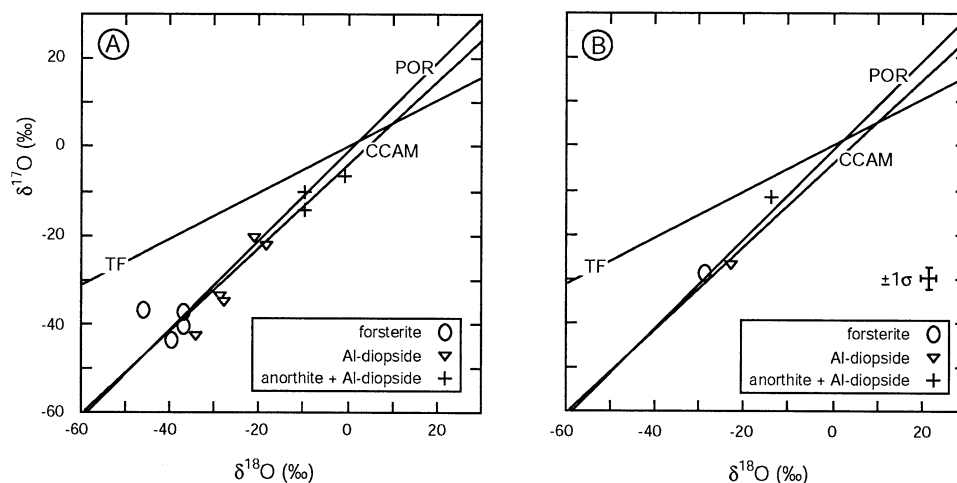 A
20
0
-20
-40
-60
δ17O (‰)
POR
CCAM
TF
forsterite
Al-diopside
anorthite + Al-diopside
-60 -40 -20 0 20
δ18O (‰)
B
POR
CCAM
TF
±1σ
forsterite
Al-diopside
anorthite + Al-diopside
-60 -40 -20 0 20
δ18O (‰)